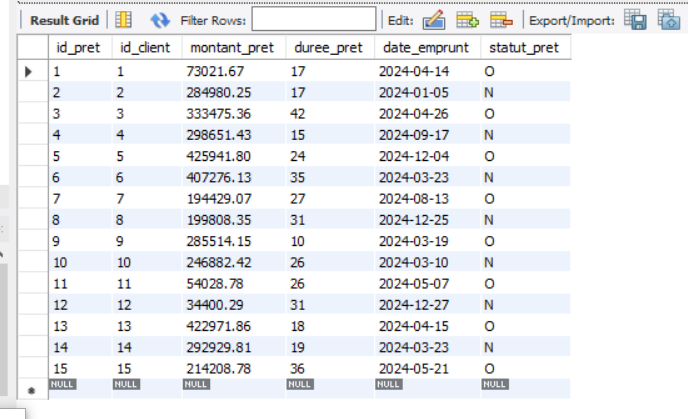 Result Grid Filter Rows: Edit: Export/Import:
id_pret id_client montant_pret duree_pret date_emprunt statut_pret
1 1 73021.67 17 2024-04-14 O
2 2 284980.25 17 2024-01-05 N
3 3 333475.36 42 2024-04-26 O
4 4 298651.43 15 2024-09-17 N
5 5 425941.80 24 2024-12-04 O
6 6 407276.13 35 2024-03-23 N
7 7 194429.07 27 2024-08-13 O
8 8 199808.35 31 2024-12-25 N
9 9 285514.15 10 2024-03-19 O
10 10 246882.42 26 2024-03-10 N
11 11 54028.78 26 2024-05-07 O
12 12 34400.29 31 2024-12-27 N
13 13 422971.86 18 2024-04-15 O
14 14 292929.81 19 2024-03-23 N
15 15 214208.78 36 2024-05-21 O
NULL NULL NULL NULL NULL NULL